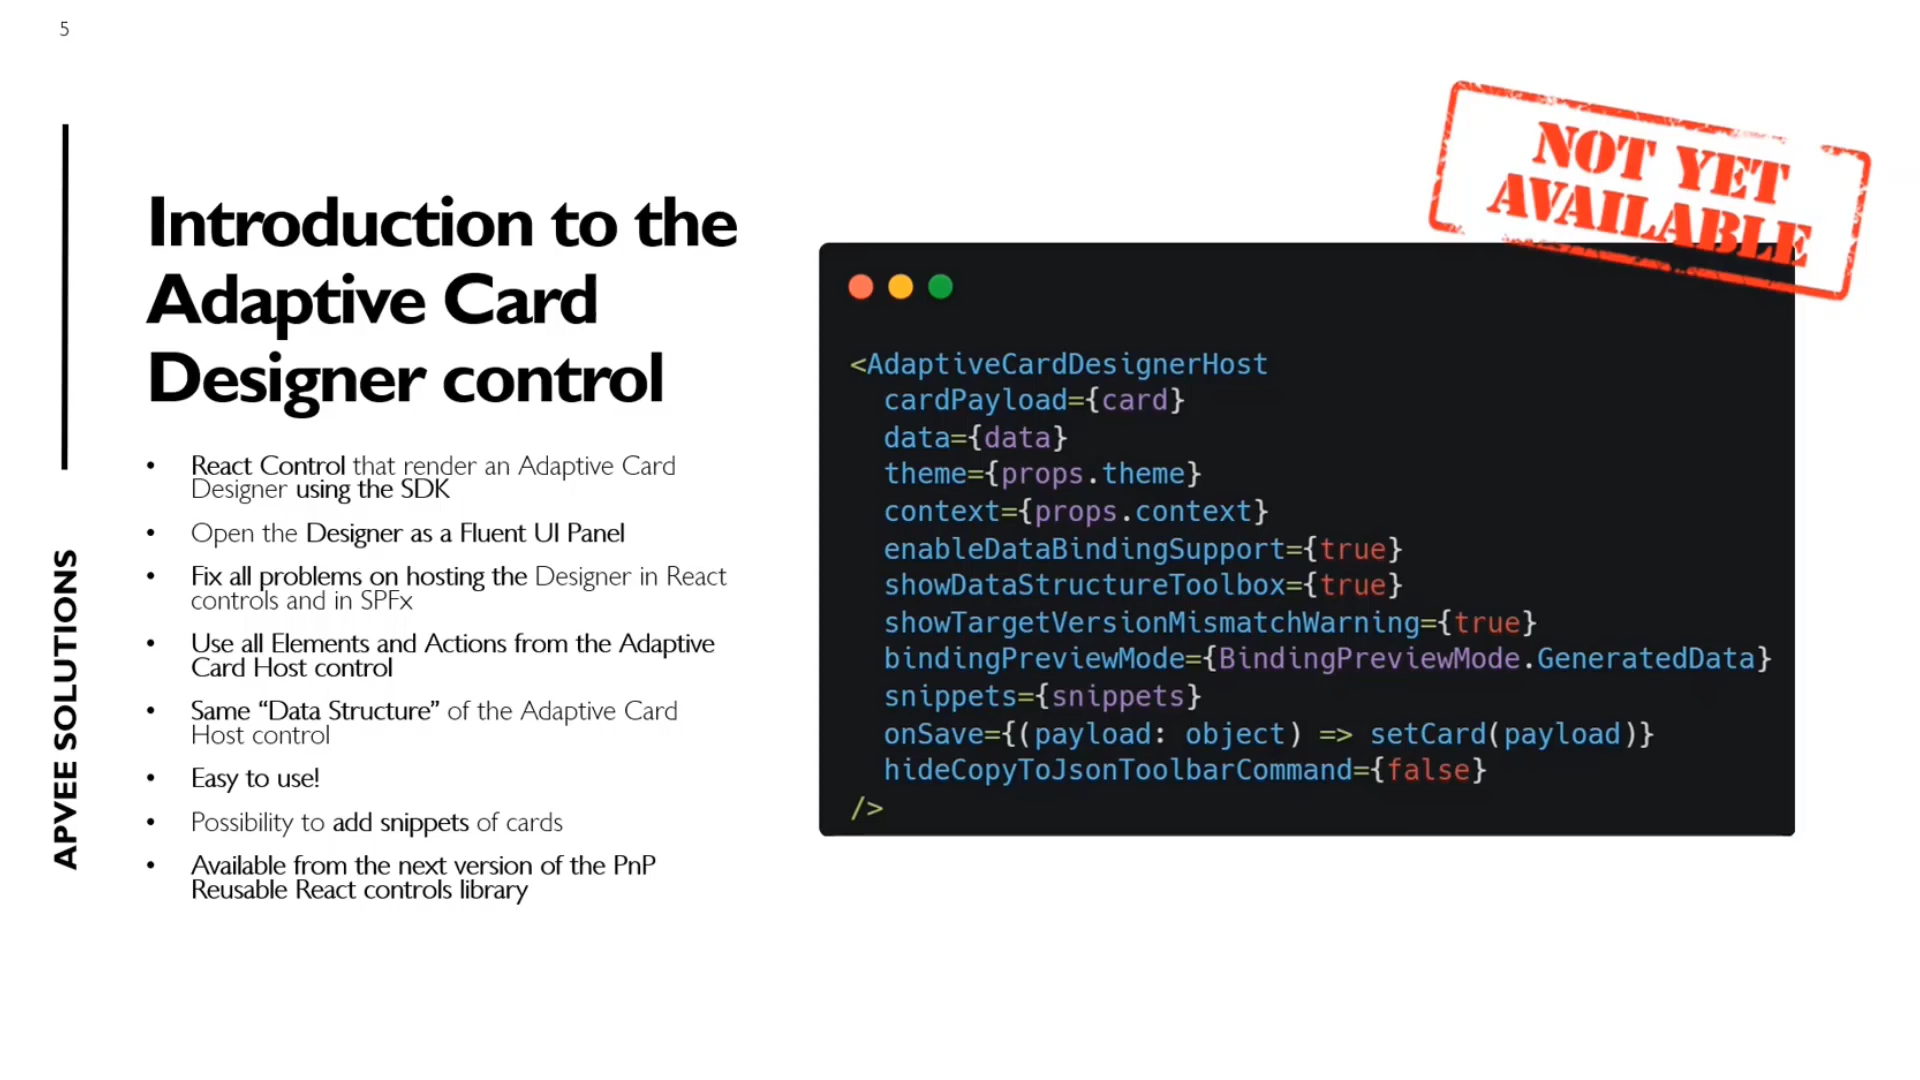 5
Introduction to the
Adaptive Card
Designer control
• React Control that render an Adaptive Card
Designer using the SDK
• Open the Designer as a Fluent UI Panel
• Fix all problems on hosting the Designer in React
controls and in SPFx
• Use all Elements and Actions from the Adaptive
Card Host control
• Same “Data Structure” of the Adaptive Card
Host control
• Easy to use!
• Possibility to add snippets of cards
• Available from the next version of the PnP
Reusable React controls library
APVEE SOLUTIONS
NOT YET
AVAILABLE
<AdaptiveCardDesignerHost
cardPayload={card}
data={data}
theme={props.theme}
context={props.context}
enableDataBindingSupport={true}
showDataStructureToolbox={true}
showTargetVersionMismatchWarning={true}
bindingPreviewMode={BindingPreviewMode.GeneratedData}
snippets={snippets}
onSave={(payload: object) => setCard(payload)}
hideCopyToJsonToolbarCommand={false}
/>